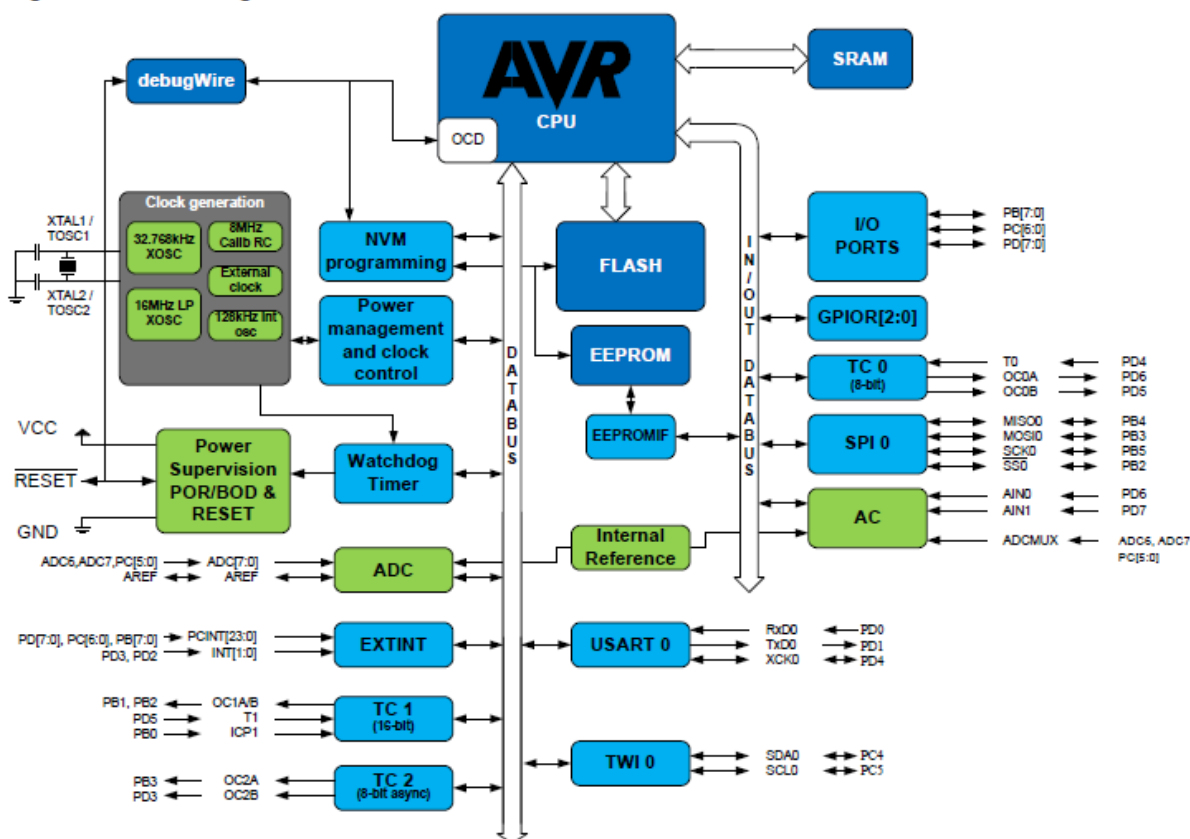 AVR
CPU
OCD
SRAM
debugWire
Clock generation
XTAL1 /
TOSC1
32.768kHz
XOSC
8MHz
Calib RC
External
clock
XTAL2 /
TOSC2
16MHz LP
XOSC
128kHz int
osc
NVM
programming
Power
management
and clock
control
FLASH
EEPROM
EEPROMIF
DATABUS
IN/OUT DATABUS
I/O
PORTS
PB[7:0]
PC[6:0]
PD[7:0]
GPIOR[2:0]
TC 0
(8-bit)
T0 PD4
OC0A PD6
OC0B PD5
SPI 0
MISO0 PB4
MOSI0 PB3
SCK0 PB5
SS0 PB2
AC
AIN0 PD6
AIN1 PD7
ADCMUX ADC6, ADC7
PC[5:0]
VCC
RESET
GND
Power
Supervision
POR/BOD &
RESET
Watchdog
Timer
Internal
Reference
ADC6,ADC7,PC[5:0] ADC[7:0]
AREF AREF
ADC
PD[7:0], PC[6:0], PB[7:0] PCINT[23:0]
PD3, PD2 INT[1:0]
EXTINT
USART 0
RxD0 PD0
TxD0 PD1
XCK0 PD4
PB1, PB2 OC1A/B
PD5 T1
PB0 ICP1
TC 1
(16-bit)
TWI 0
SDA0 PC4
SCL0 PC5
PB3 OC2A
PD3 OC2B
TC 2
(8-bit async)